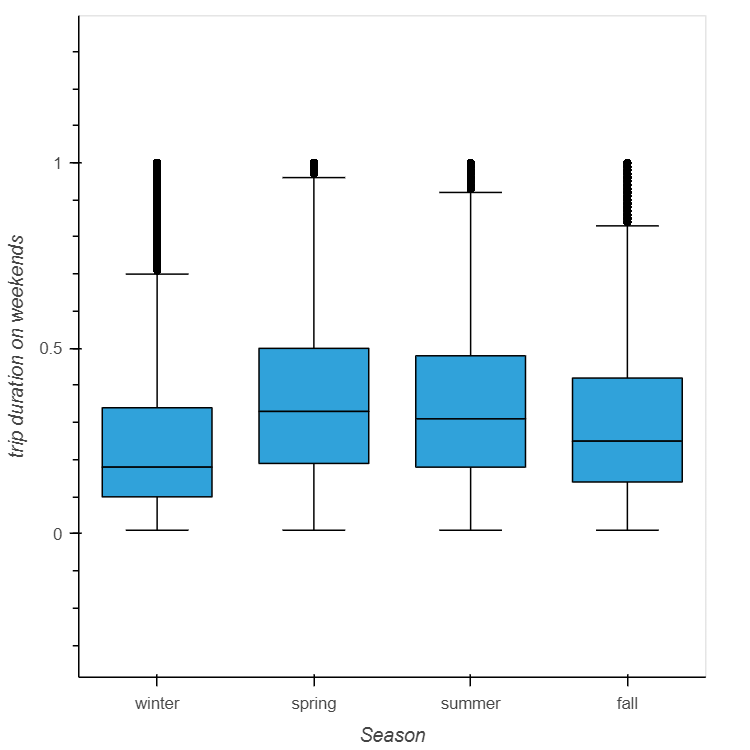 trip duration on weekends
1
0.5
0
winter spring summer fall
Season